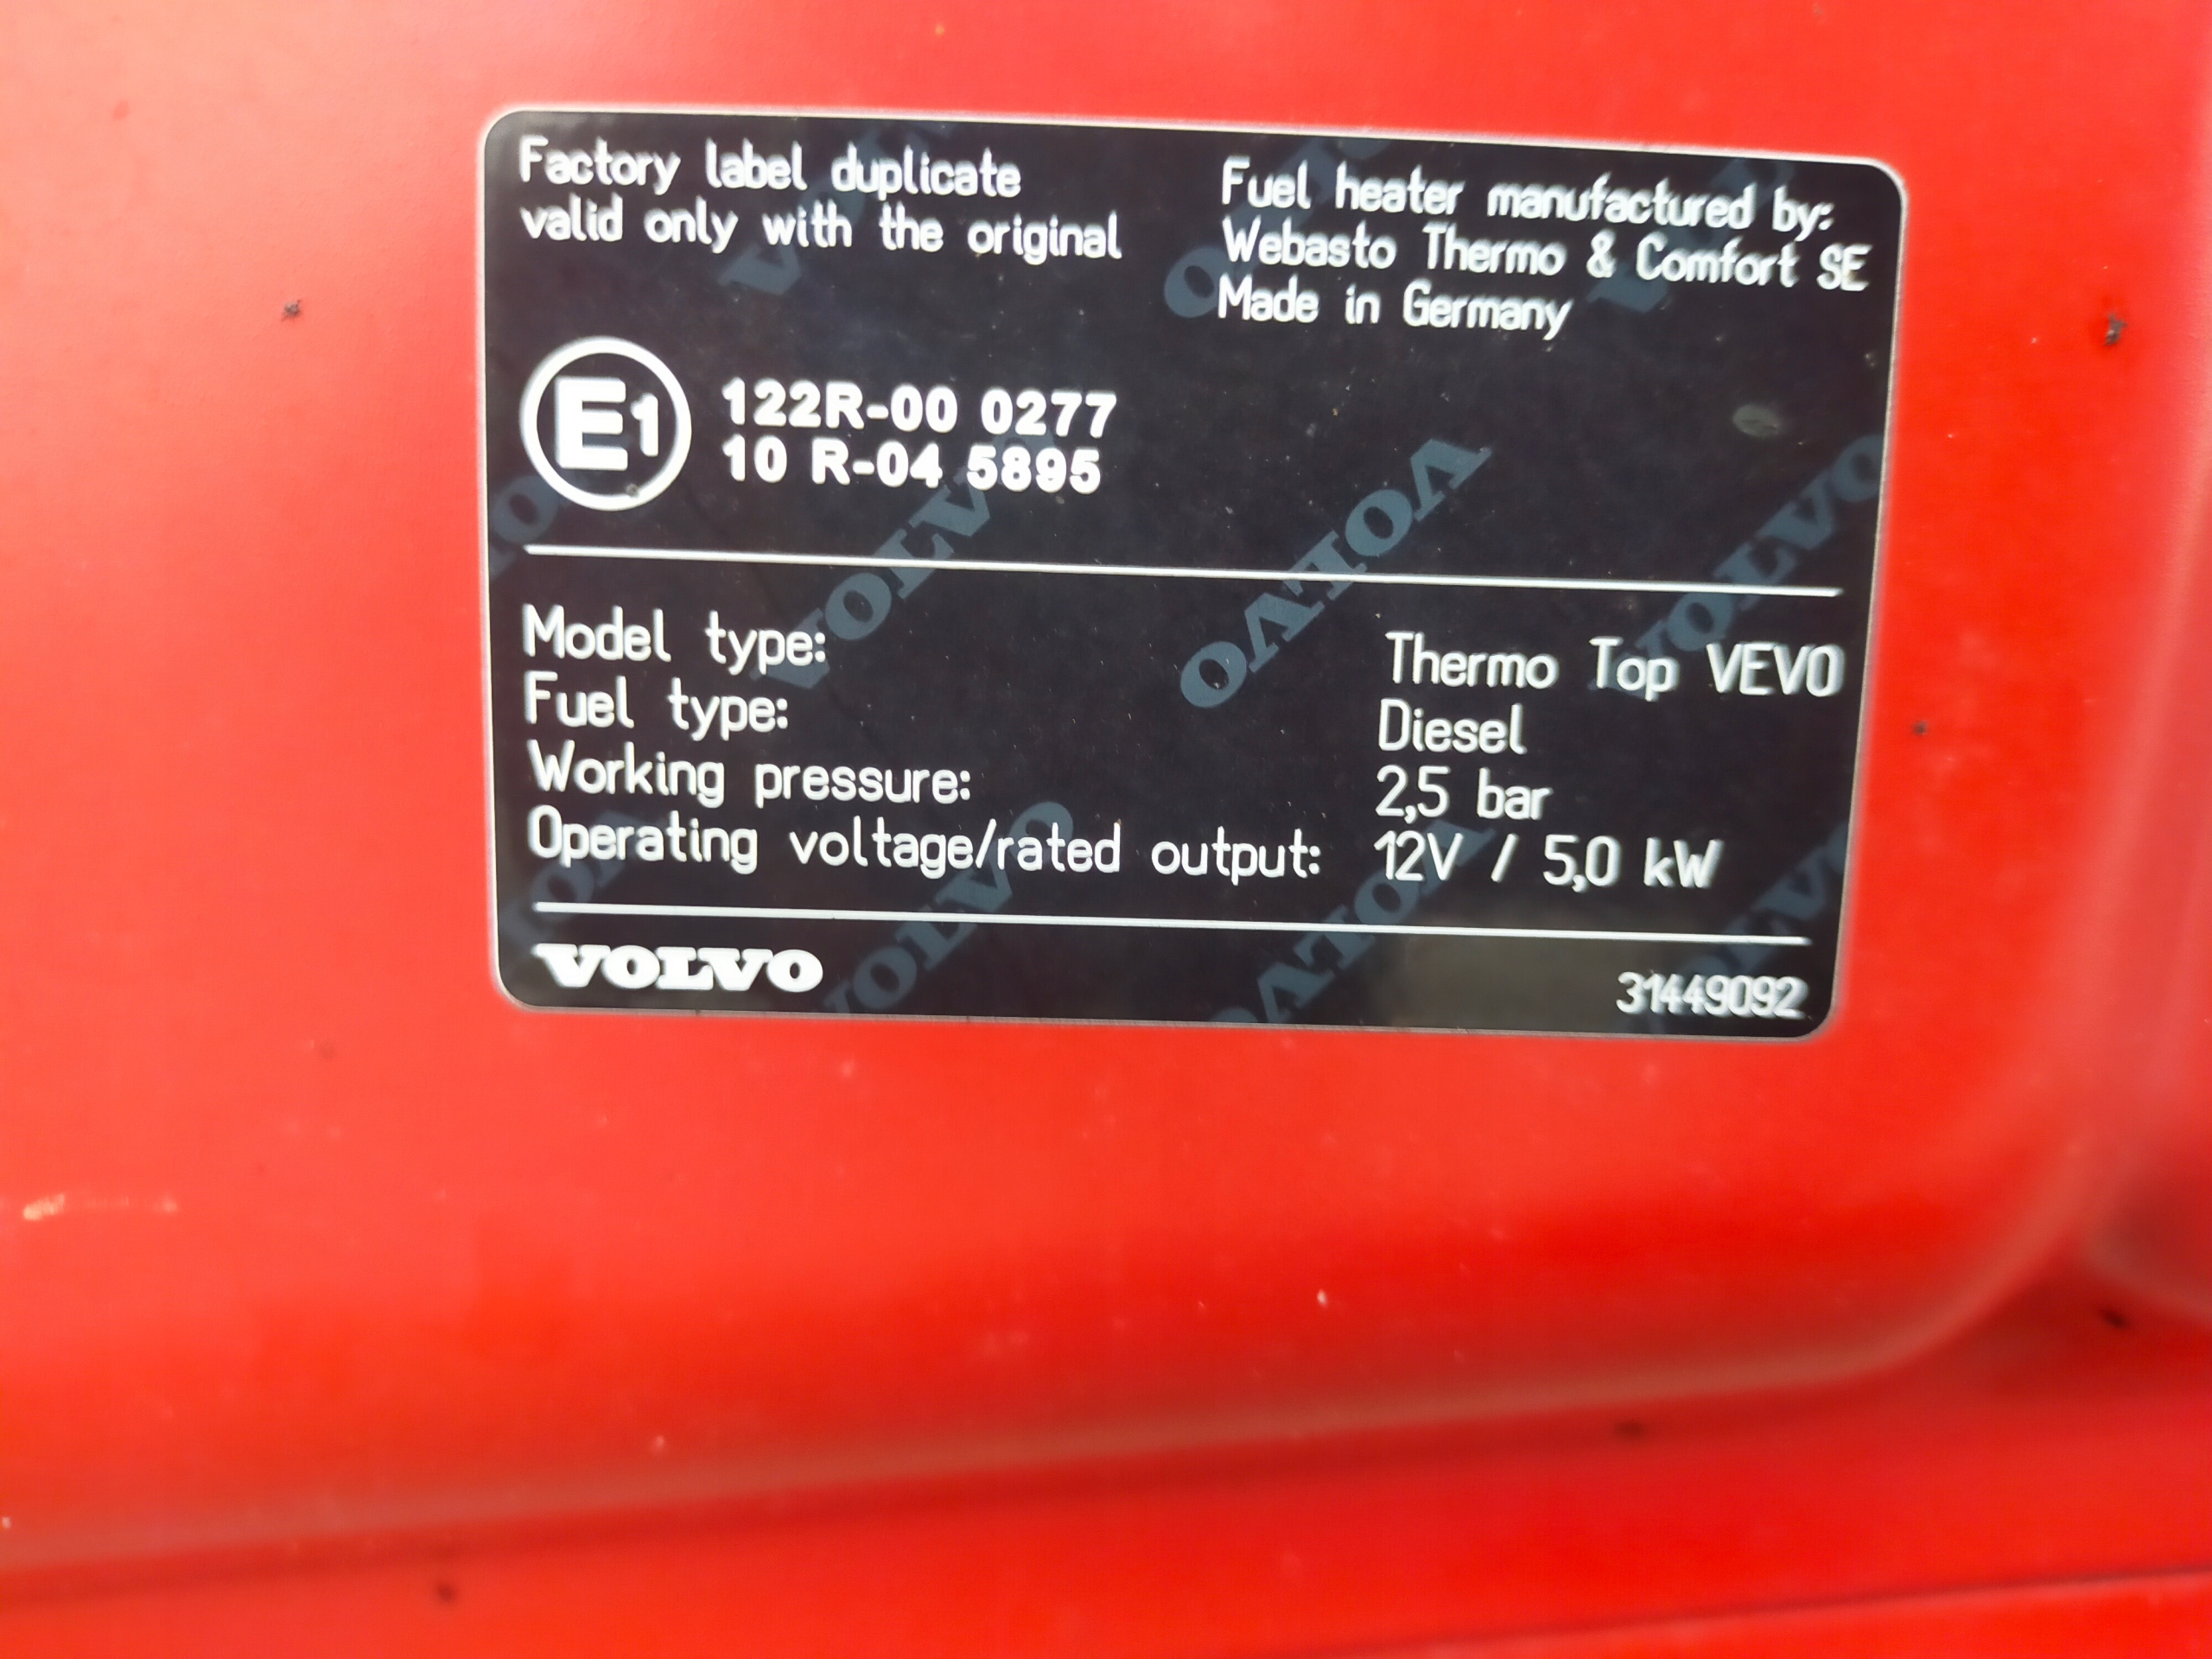 Factory label duplicate
valid only with the original
Fuel heater manufactured by:
Webasto Thermo & Comfort SE
Made in Germany
E1
122R-00 0277
10 R-04 5895
Model type: Thermo Top VEVO
Fuel type: Diesel
Working pressure: 2,5 bar
Operating voltage/rated output: 12V / 5,0 kW
VOLVO
31449092